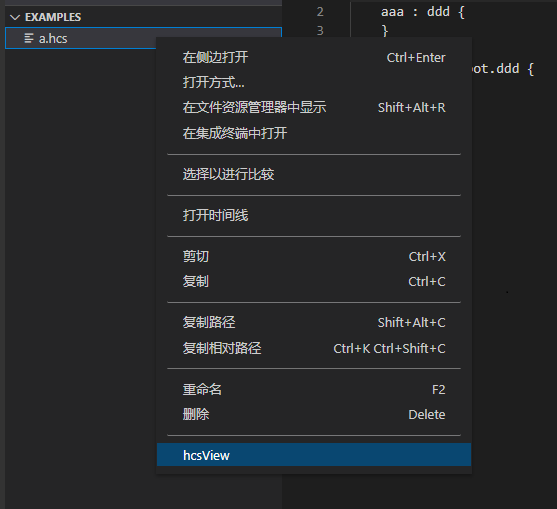 EXAMPLES
a.hcs
2 aaa : ddd {
3 }
ot.ddd {
在侧边打开 Ctrl+Enter
打开方式...
在文件资源管理器中显示 Shift+Alt+R
在集成终端中打开
选择以进行比较
打开时间线
剪切 Ctrl+X
复制 Ctrl+C
复制路径 Shift+Alt+C
复制相对路径 Ctrl+K Ctrl+Shift+C
重命名 F2
删除 Delete
hcsView